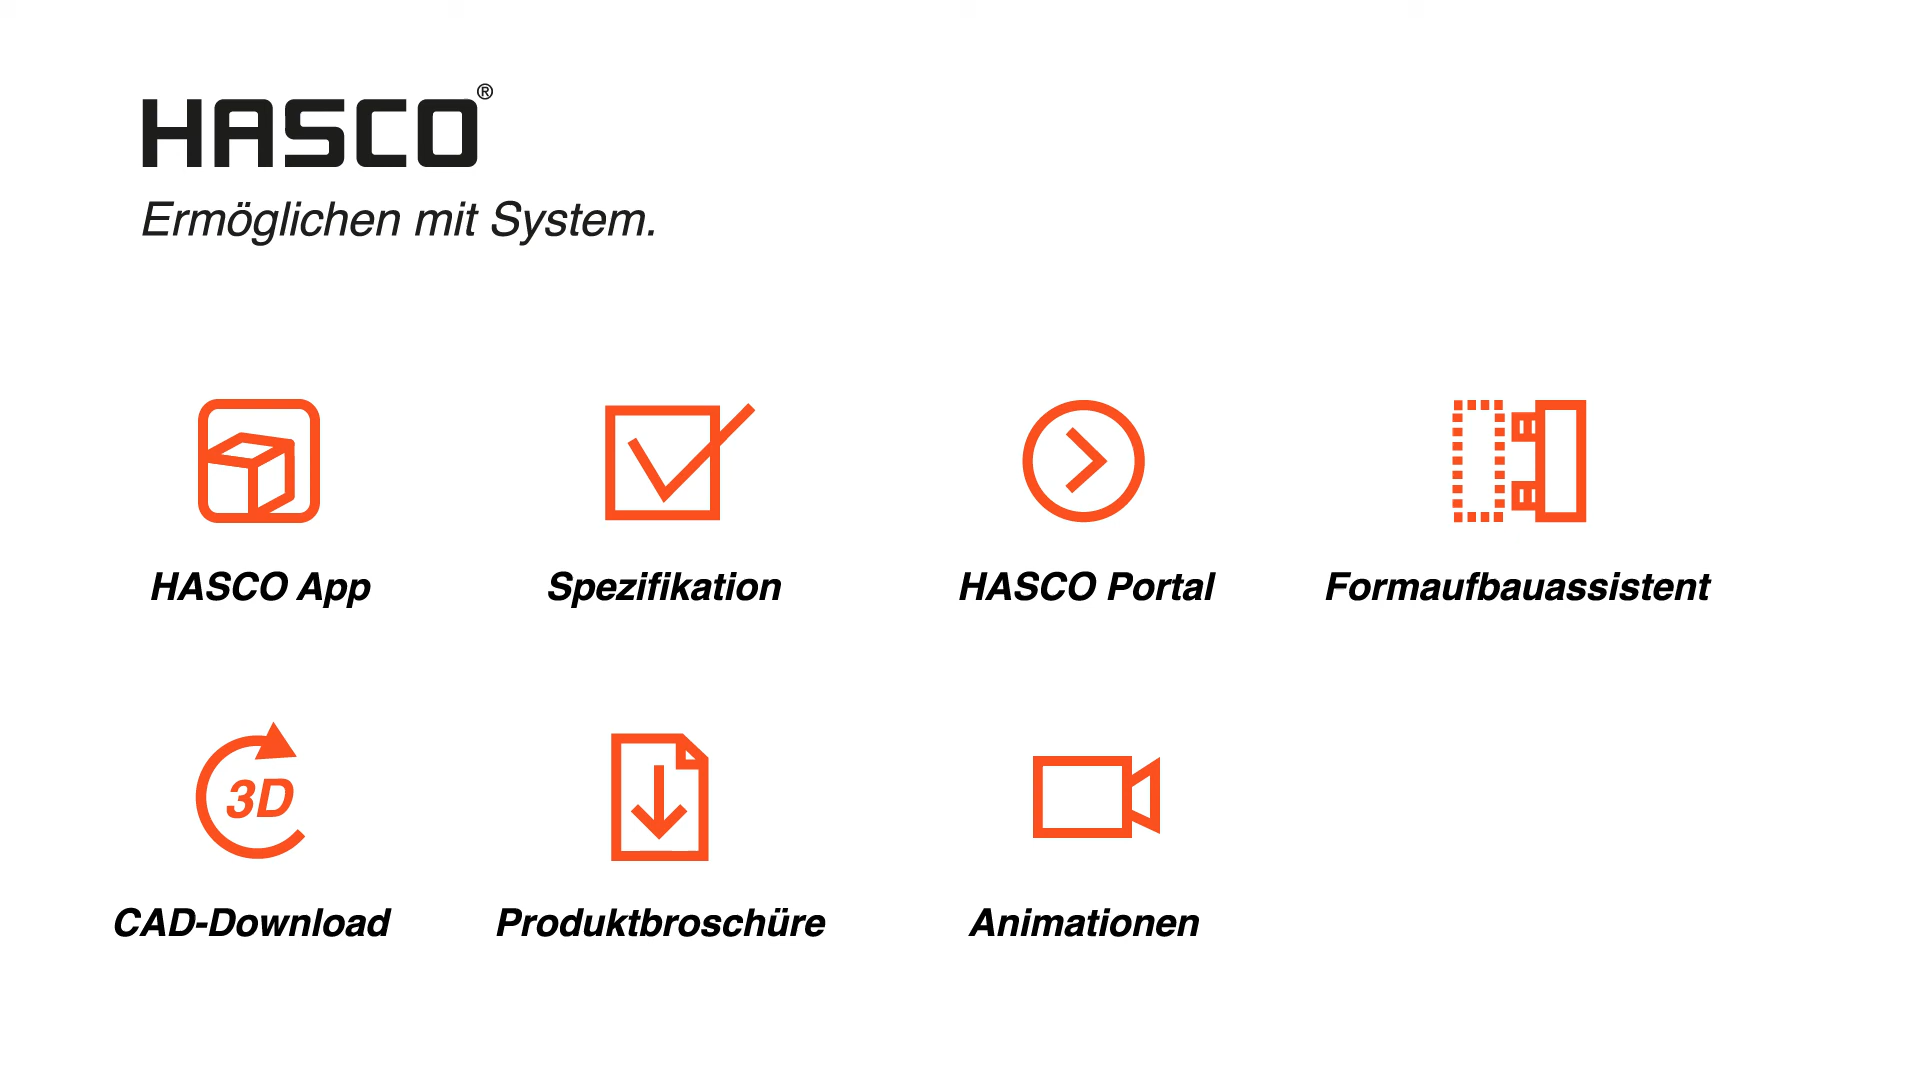 HASCO®
Ermöglichen mit System.
HASCO App
Spezifikation
HASCO Portal
Formaufbauassistent
3D
CAD-Download
Produktbroschüre
Animationen